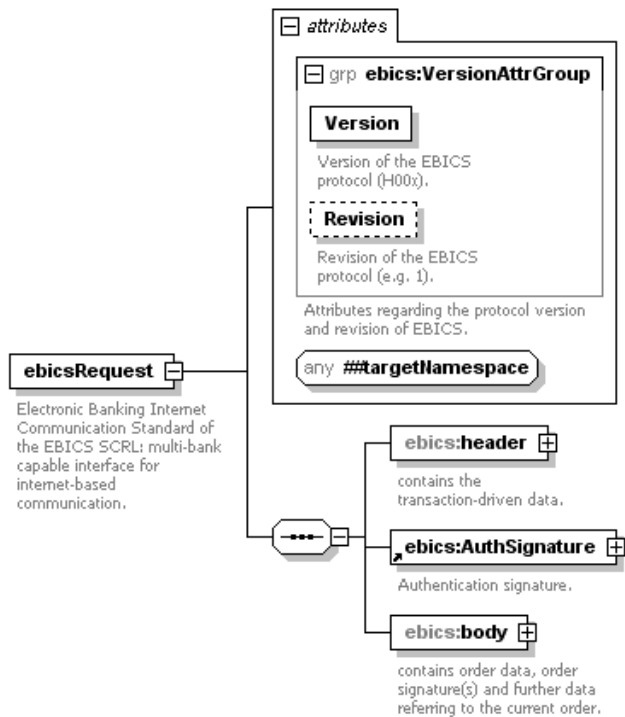 attributes
grp ebics:VersionAttrGroup
Version
Version of the EBICS
protocol (H00x).
Revision
Revision of the EBICS
protocol (e.g. 1).
Attributes regarding the protocol version
and revision of EBICS.
any ##targetNamespace
ebicsRequest
Electronic Banking Internet
Communication Standard of
the EBICS SCRL: multi-bank
capable interface for
internet-based
communication.
ebics:header
contains the
transaction-driven data.
ebics:AuthSignature
Authentication signature.
ebics:body
contains order data, order
signature(s) and further data
referring to the current order.